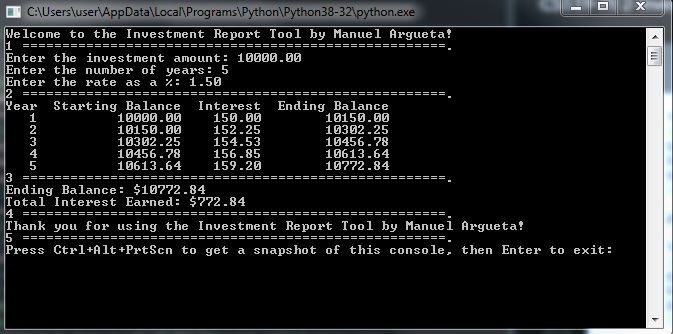 C:\Users\user\AppData\Local\Programs\Python\Python38-32\python.exe
Welcome to the Investment Report Tool by Manuel Argueta!
1 ====================================================.
Enter the investment amount: 10000.00
Enter the number of years: 5
Enter the rate as a %: 1.50
2 ====================================================.
Year  Starting Balance  Interest  Ending Balance
   1          10000.00    150.00        10150.00
   2          10150.00    152.25        10302.25
   3          10302.25    154.53        10456.78
   4          10456.78    156.85        10613.64
   5          10613.64    159.20        10772.84
3 ====================================================.
Ending Balance: $10772.84
Total Interest Earned: $772.84
4 ====================================================.
Thank you for using the Investment Report Tool by Manuel Argueta!
5 ====================================================.
Press Ctrl+Alt+PrtScn to get a snapshot of this console, then Enter to exit: